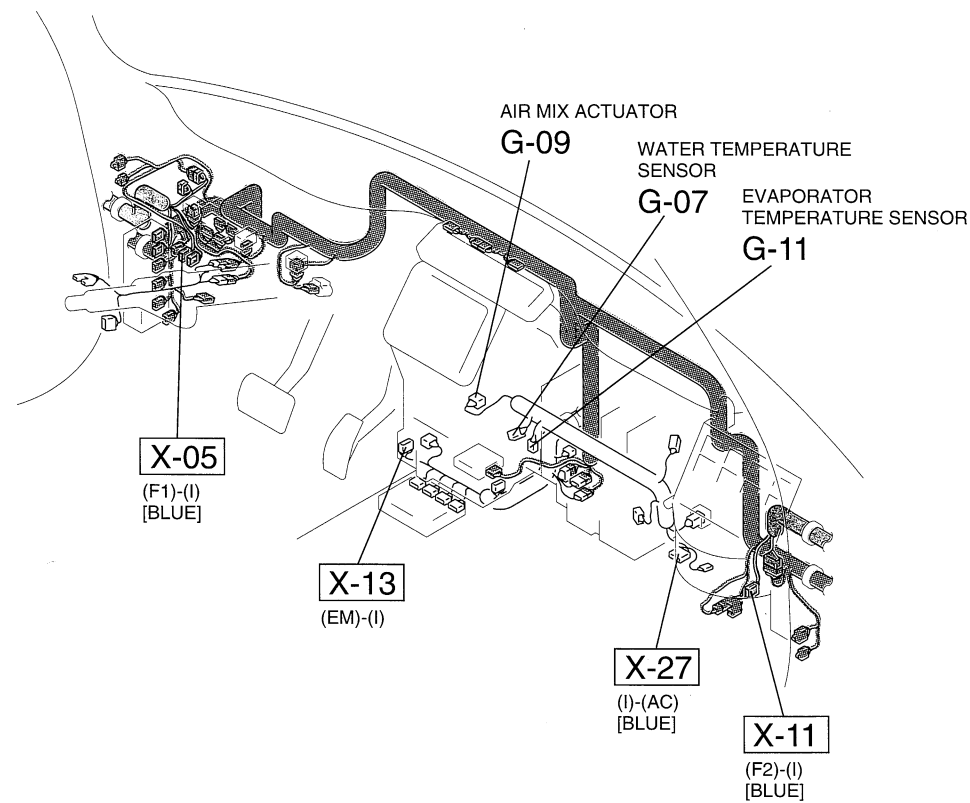 AIR MIX ACTUATOR
G-09
WATER TEMPERATURE
SENSOR
G-07
EVAPORATOR
TEMPERATURE SENSOR
G-11
X-05
(F1)-(I)
[BLUE]
X-13
(EM)-(I)
X-27
(I)-(AC)
[BLUE]
X-11
(F2)-(I)
[BLUE]